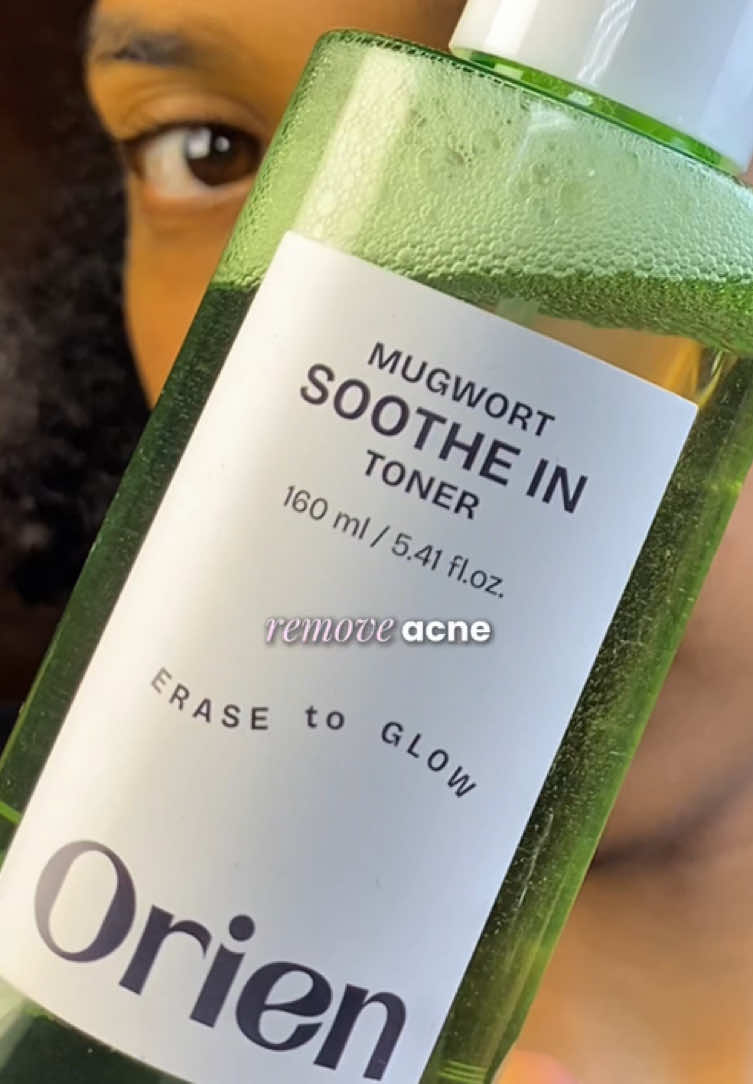 MUGWORT
SOOTHE IN
TONER
160 ml / 5.41 fl.oz.
remove acne
ERASE to GLOW
Orien